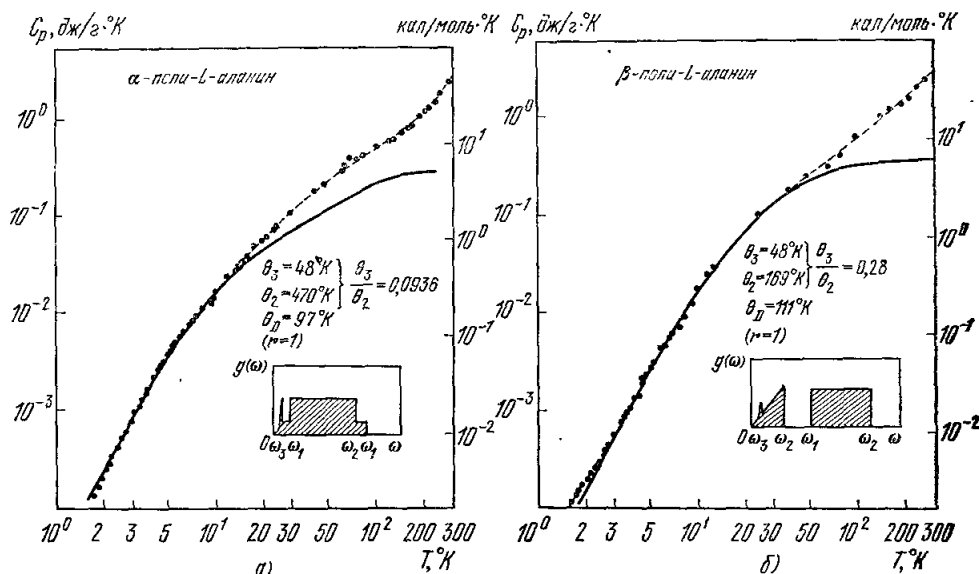 C_p, дж/г·°К
кал/моль·°К
α-поли-L-аланин
10^0
10^-1
10^-2
10^-3
10^1
10^0
10^-1
10^-2
θ_3=48°К
θ_2=470°К
θ_3/θ_2=0,0936
θ_D=97°К
(r=1)
g(ω)
0 ω_3 ω_1 ω_2 ω_1 ω
10^0 2 3 5 10^1 20 30 50 10^2 200 300
а)
T, °К
C_p, дж/г·°К
кал/моль·°К
β-поли-L-аланин
10^0
10^-1
10^-2
10^-3
10^1
10^0
10^-1
10^-2
θ_3=48°К
θ_2=169°К
θ_3/θ_2=0,28
θ_D=111°К
(r=1)
g(ω)
0 ω_3 ω_2 ω_1 ω_2 ω
10^0 2 3 5 10^1 20 30 50 10^2 200 300
б)
T, °К